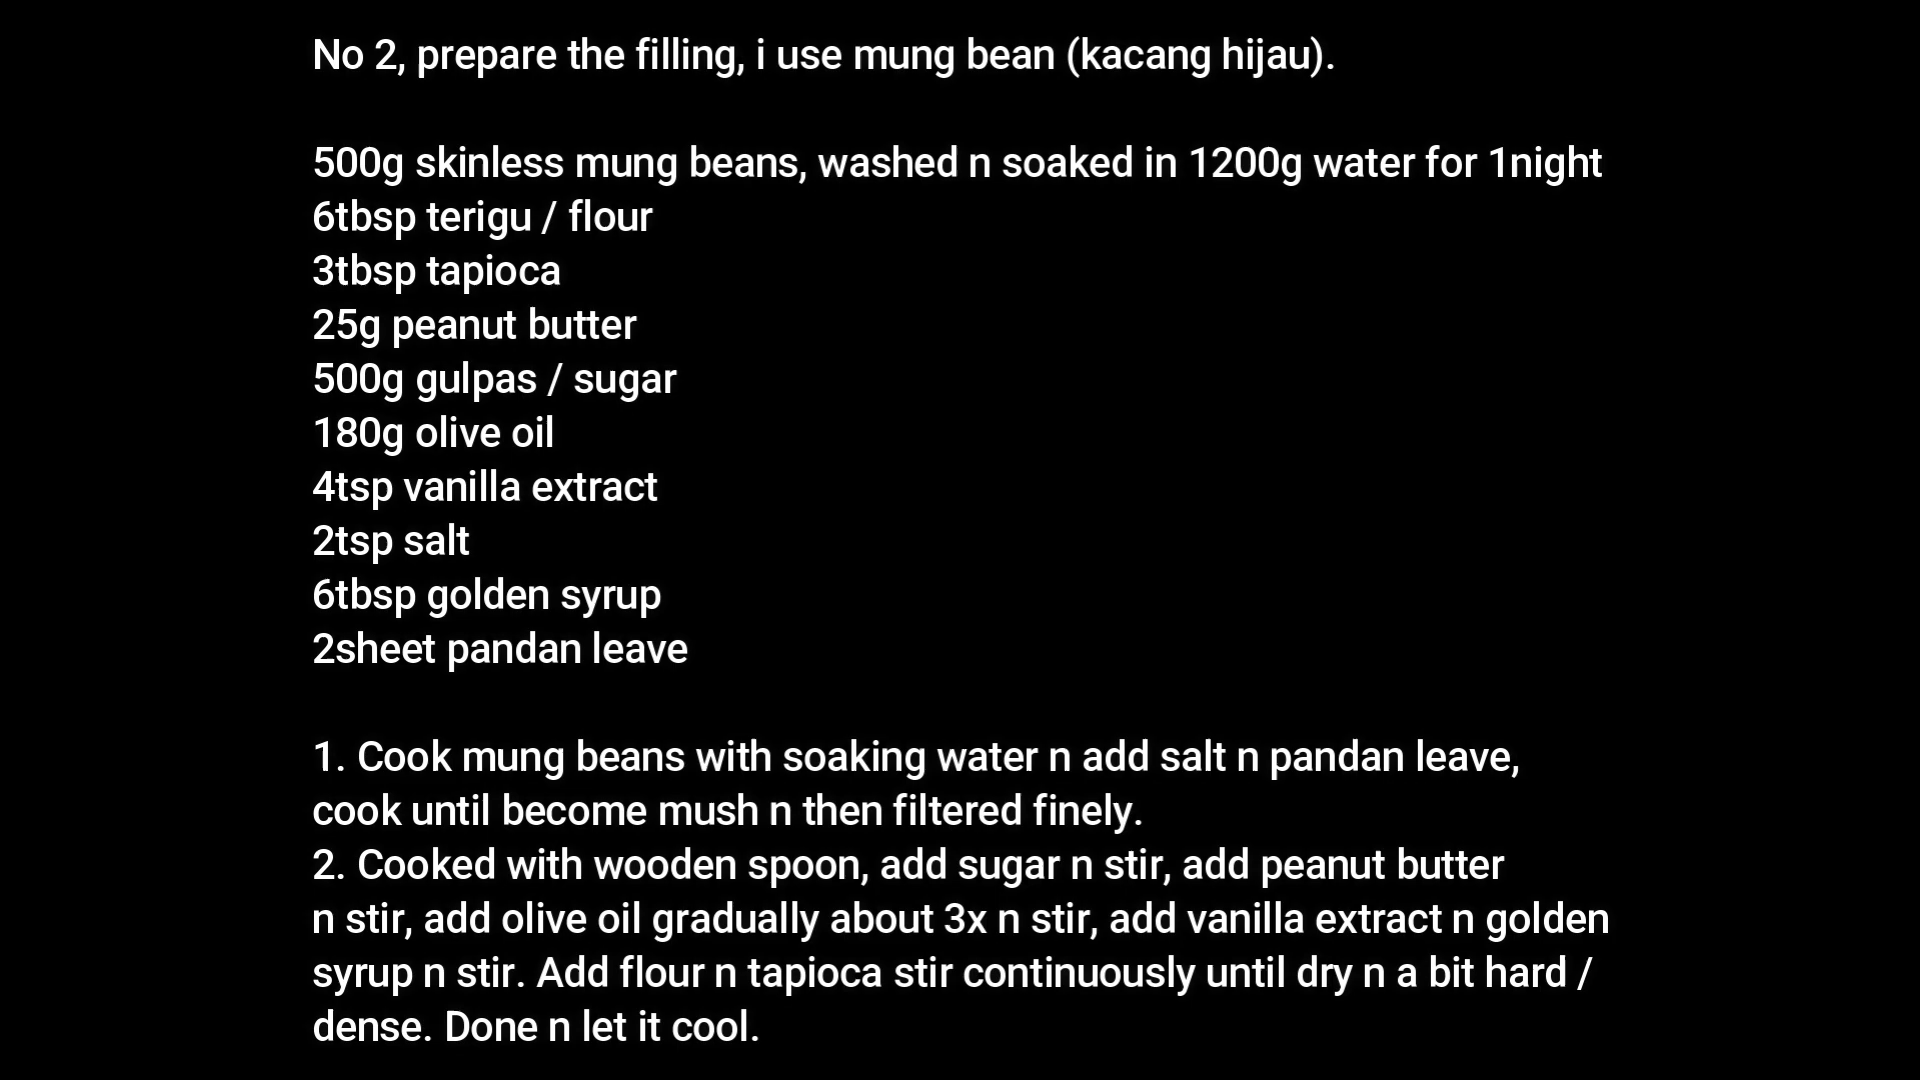 No 2, prepare the filling, i use mung bean (kacang hijau).
500g skinless mung beans, washed n soaked in 1200g water for 1night
6tbsp terigu / flour
3tbsp tapioca
25g peanut butter
500g gulpas / sugar
180g olive oil
4tsp vanilla extract
2tsp salt
6tbsp golden syrup
2sheet pandan leave
1. Cook mung beans with soaking water n add salt n pandan leave,
cook until become mush n then filtered finely.
2. Cooked with wooden spoon, add sugar n stir, add peanut butter
n stir, add olive oil gradually about 3x n stir, add vanilla extract n golden
syrup n stir. Add flour n tapioca stir continuously until dry n a bit hard /
dense. Done n let it cool.